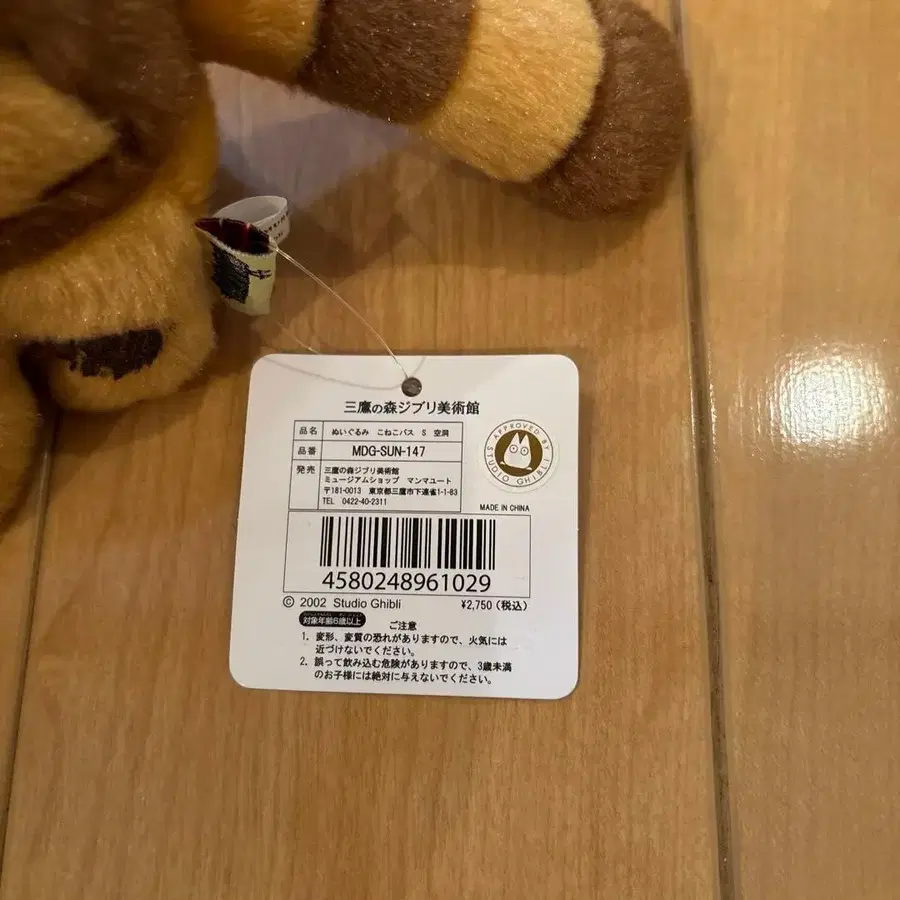 三鷹の森ジブリ美術館
品名 ぬいぐるみ こねこバス S 空洞
品番 MDG-SUN-147
発売 三鷹の森ジブリ美術館
ミュージアムショップ マンマユート
〒181-0013 東京都三鷹市下連雀1-1-83
TEL 0422-40-2311
APPROVED BY STUDIO GHIBLI
MADE IN CHINA
4580248961029
© 2002 Studio Ghibli ¥2,750(税込)
対象年齢6歳以上
ご注意
1. 変形、変質の恐れがありますので、火気には
近づけないでください。
2. 誤って飲み込む危険がありますので、3歳未満
のお子様には絶対に与えないでください。